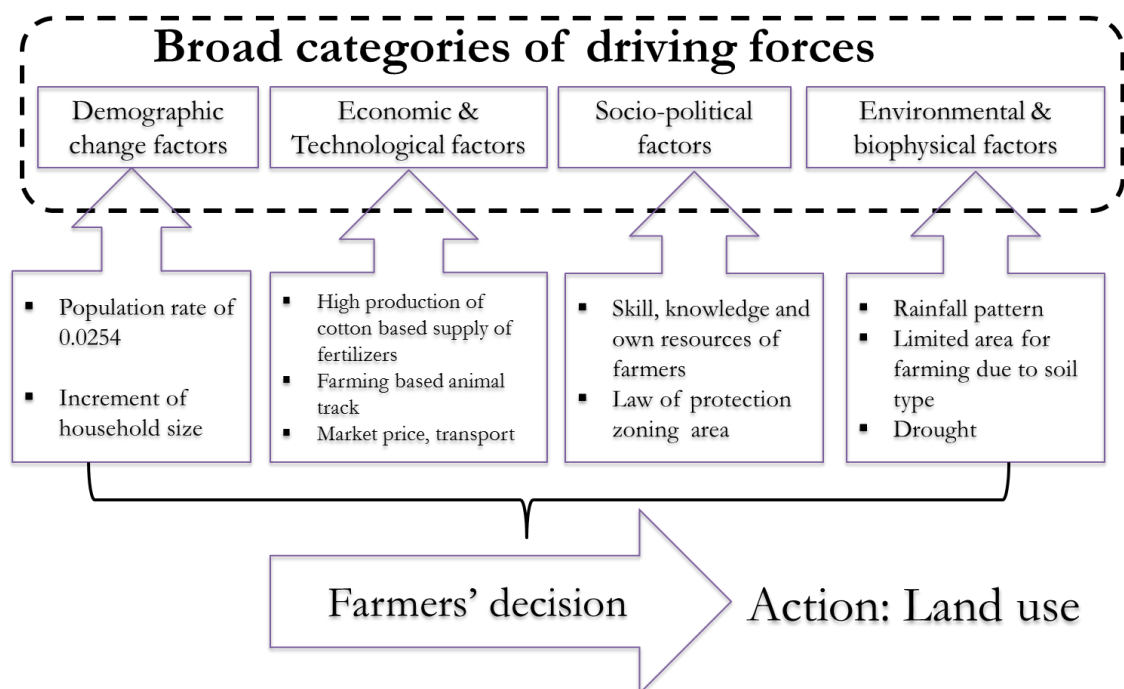 Broad categories of driving forces
Demographic
change factors
Economic &
Technological factors
Socio-political
factors
Environmental &
biophysical factors
▪ Population rate of
0.0254
▪ Increment of
household size
▪ High production of
cotton based supply of
fertilizers
▪ Farming based animal
track
▪ Market price, transport
▪ Skill, knowledge and
own resources of
farmers
▪ Law of protection
zoning area
▪ Rainfall pattern
▪ Limited area for
farming due to soil
type
▪ Drought
Farmers’ decision
Action: Land use